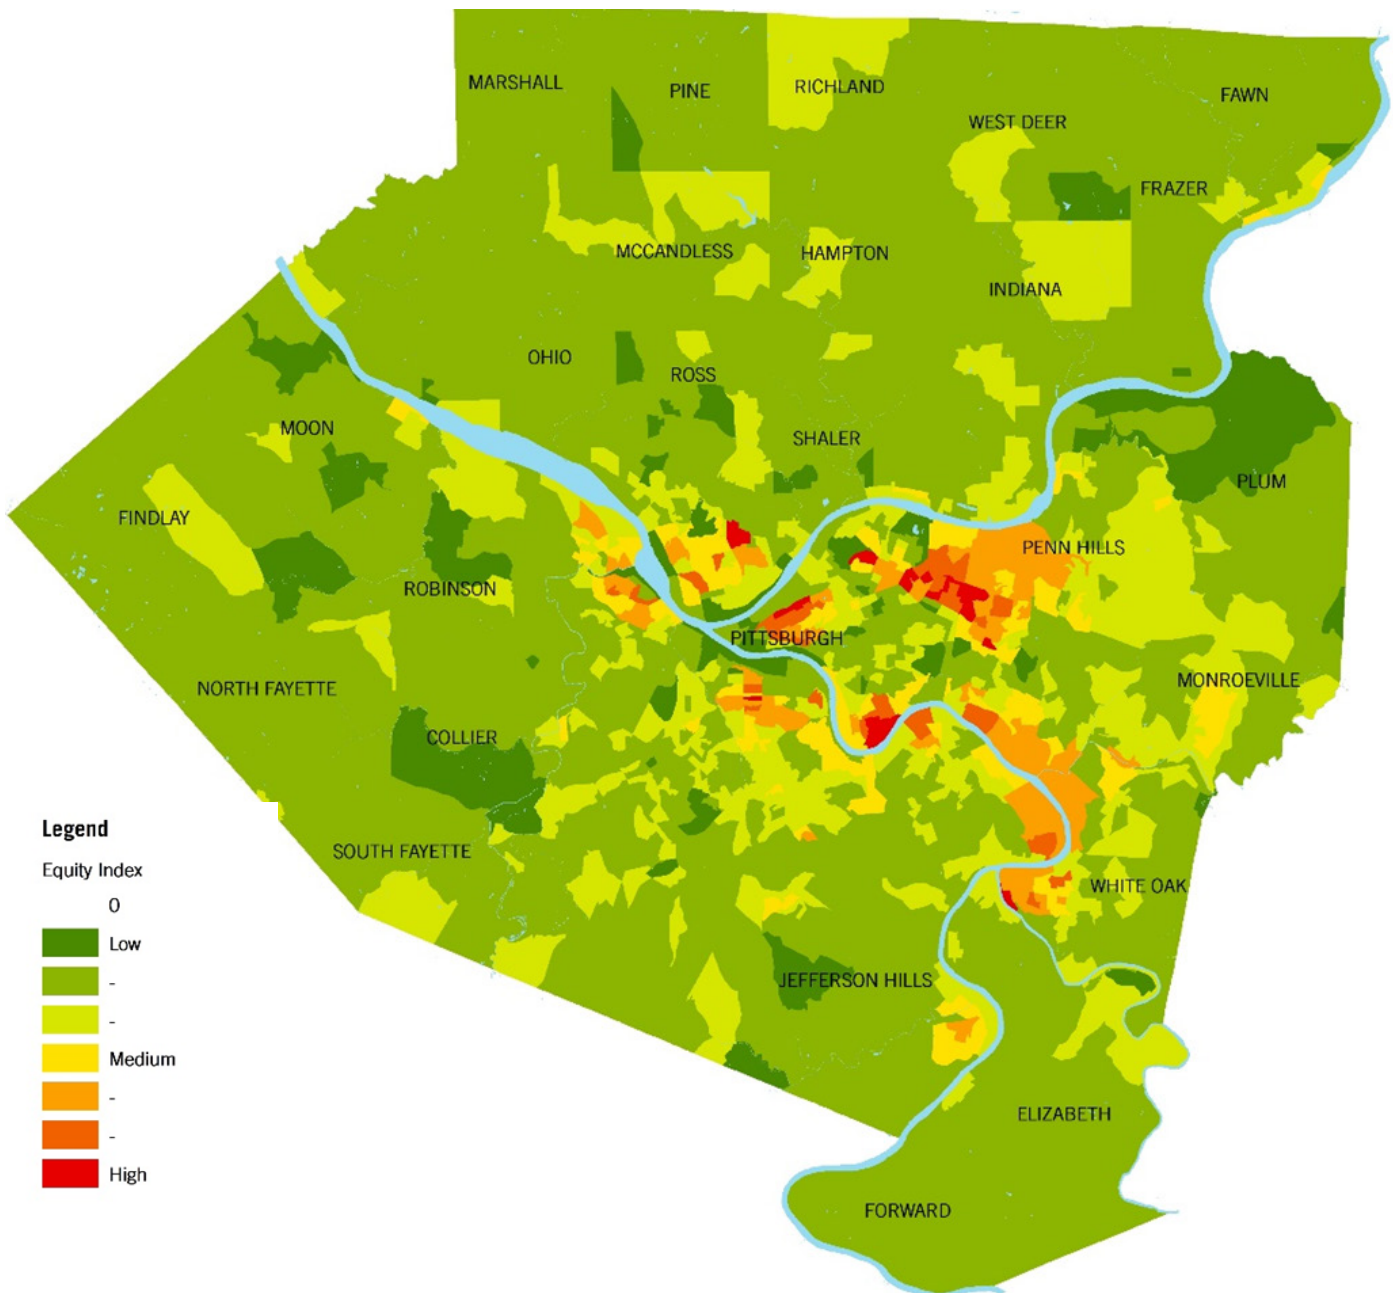 MARSHALL
PINE
RICHLAND
FAWN
WEST DEER
FRAZER
MCCANDLESS
HAMPTON
INDIANA
OHIO
ROSS
MOON
SHALER
PLUM
FINDLAY
PENN HILLS
ROBINSON
PITTSBURGH
NORTH FAYETTE
MONROEVILLE
COLLIER
SOUTH FAYETTE
WHITE OAK
JEFFERSON HILLS
ELIZABETH
FORWARD
Legend
Equity Index
0
Low
-
-
Medium
-
-
High